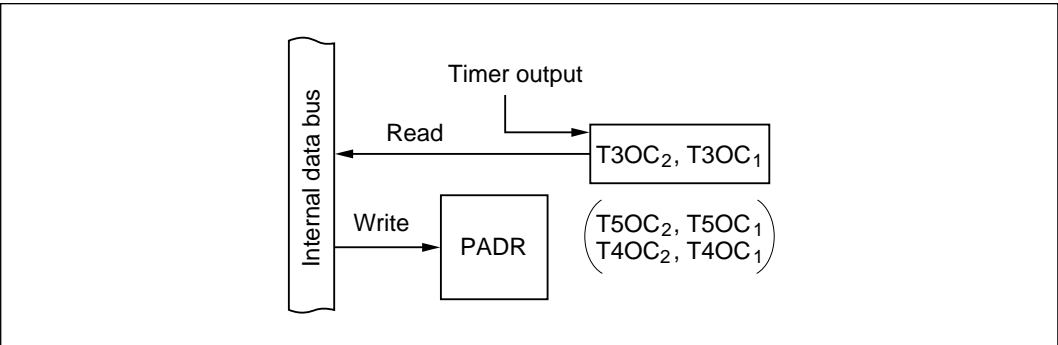 Internal data bus
Timer output
Read
T3OC₂, T3OC₁
Write
PADR
(T5OC₂, T5OC₁
T4OC₂, T4OC₁)